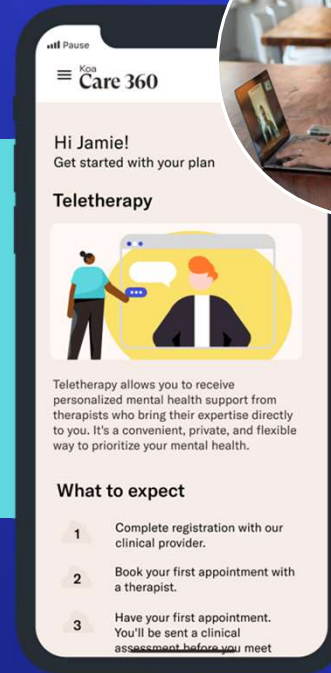 Pause
Koa
Care 360
Hi Jamie!
Get started with your plan
Teletherapy
Teletherapy allows you to receive
personalized mental health support from
therapists who bring their expertise directly
to you. It's a convenient, private, and flexible
way to prioritize your mental health.
What to expect
1 Complete registration with our
clinical provider.
2 Book your first appointment with
a therapist.
3 Have your first appointment.
You'll be sent a clinical
assessment before you meet